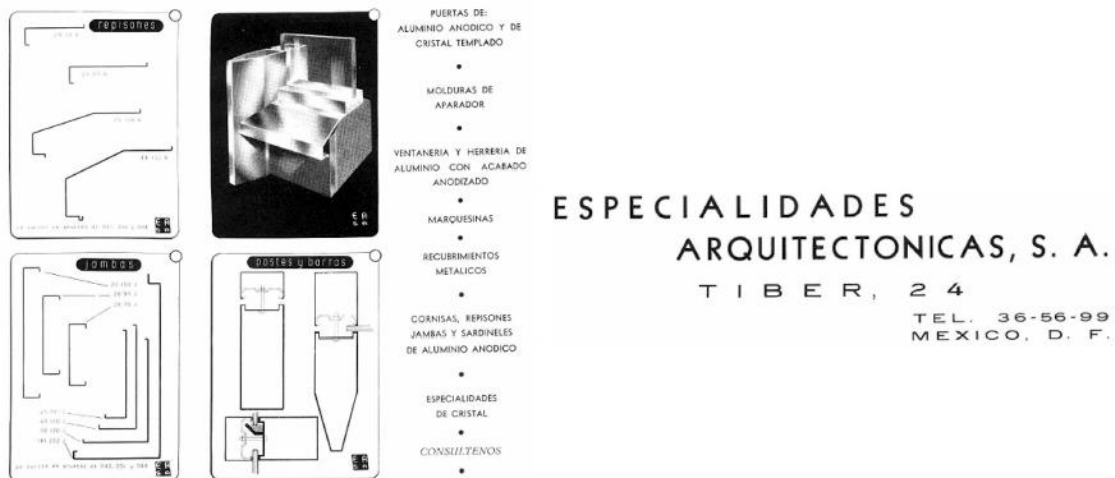 repisones
E A
S A
jambas
postes y barras
PUERTAS DE:
ALUMINIO ANODICO Y DE
CRISTAL TEMPLADO
•
MOLDURAS DE
APARADOR
•
VENTANERIA Y HERRERIA DE
ALUMINIO CON ACABADO
ANODIZADO
•
MARQUESINAS
•
RECUBRIMIENTOS
METALICOS
•
CORNISAS, REPISONES
JAMBAS Y SARDINELES
DE ALUMINIO ANODICO
•
ESPECIALIDADES
DE CRISTAL
•
CONSULTENOS
•
ESPECIALIDADES
ARQUITECTONICAS, S. A.
TIBER, 24
TEL. 36-56-99
MEXICO, D. F.